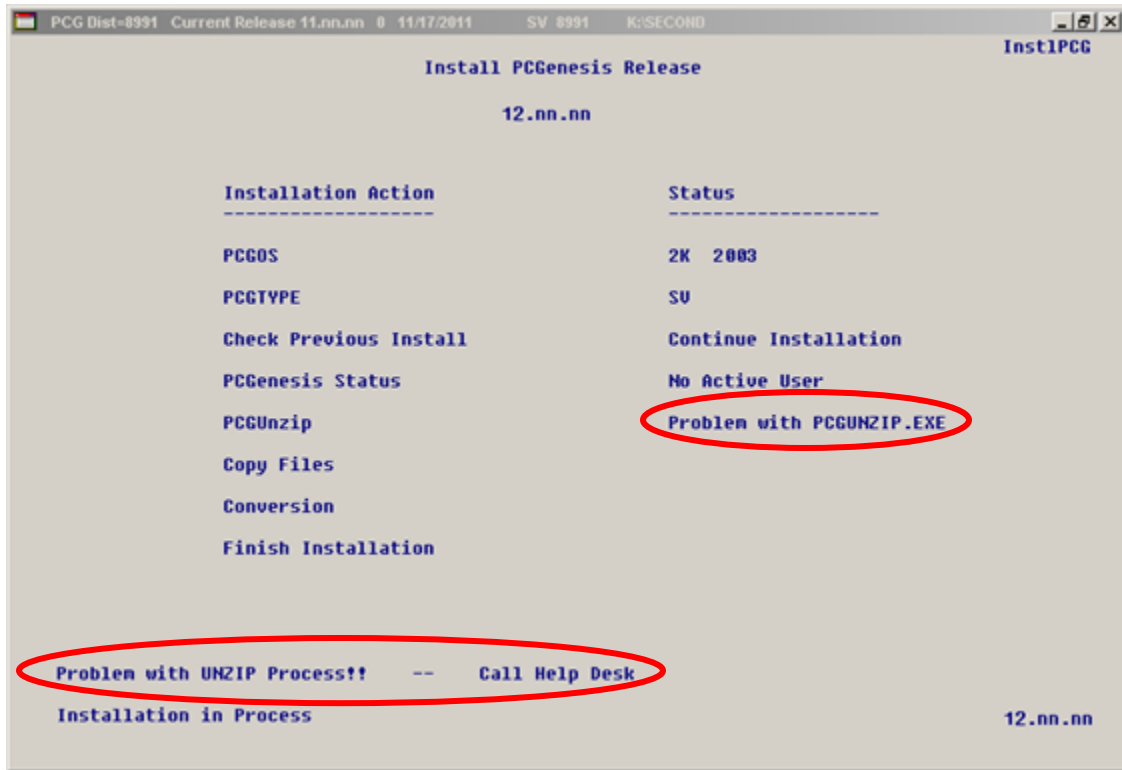 PCG Dist=8991 Current Release 11.nn.nn 0 11/17/2011 SV 8991 K:\SECOND
InstlPCG
Install PCGenesis Release
12.nn.nn
Installation Action Status
-------------------- --------------------
PCGOS 2K 2003
PCGTYPE SV
Check Previous Install Continue Installation
PCGenesis Status No Active User
PCGUnzip Problem with PCGUNZIP.EXE
Copy Files
Conversion
Finish Installation
Problem with UNZIP Process!! -- Call Help Desk
Installation in Process 12.nn.nn